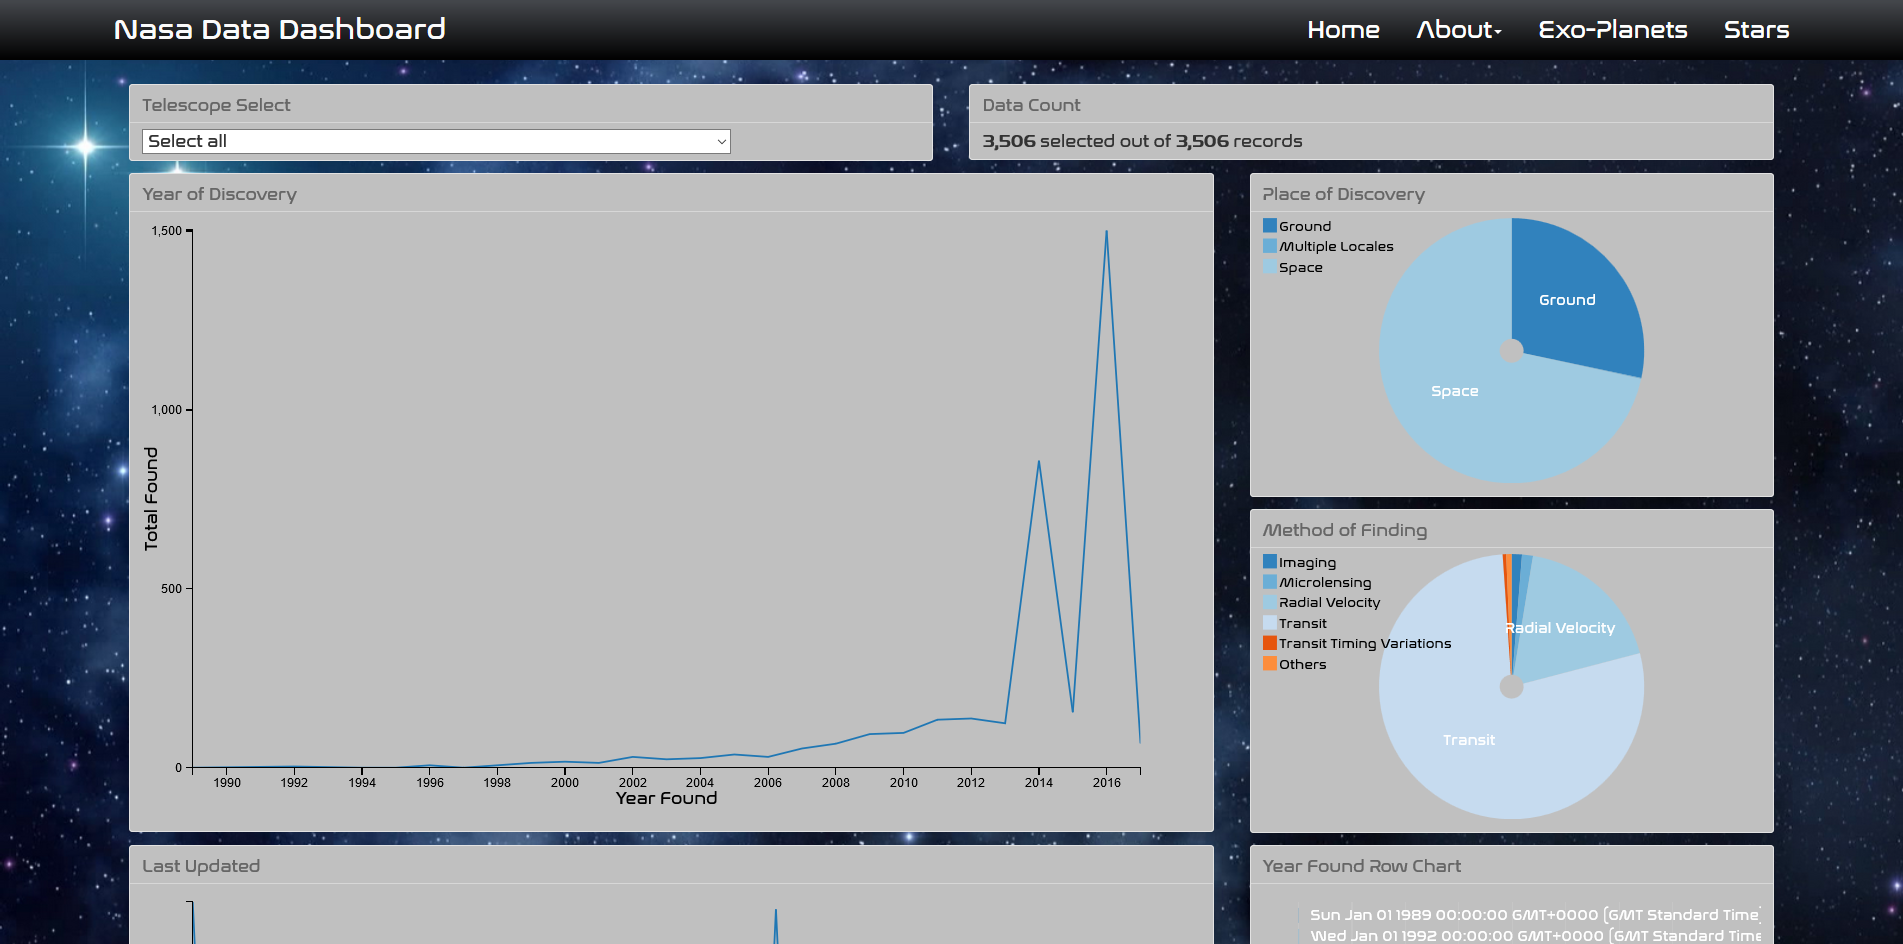 Nasa Data Dashboard
Home About Exo-Planets Stars
Telescope Select
Select all
Data Count
3,506 selected out of 3,506 records
Year of Discovery
1,500
1,000
500
0
Total Found
1990 1992 1994 1996 1998 2000 2002 2004 2006 2008 2010 2012 2014 2016
Year Found
Place of Discovery
Ground
Multiple Locales
Space
Ground
Space
Method of Finding
Imaging
Microlensing
Radial Velocity
Transit
Transit Timing Variations
Others
Radial Velocity
Transit
Last Updated
Year Found Row Chart
Sun Jan 01 1989 00:00:00 GMT+0000 (GMT Standard Time)
Wed Jan 01 1992 00:00:00 GMT+0000 (GMT Standard Time